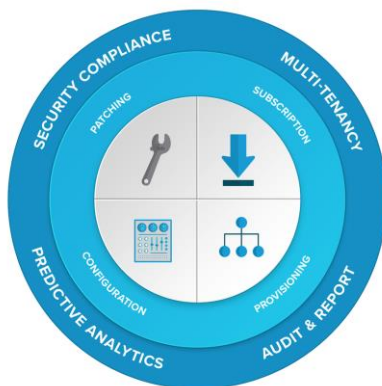 SECURITY COMPLIANCE
MULTI-TENANCY
PATCHING
SUBSCRIPTION
CONFIGURATION
PROVISIONING
PREDICTIVE ANALYTICS
AUDIT & REPORT